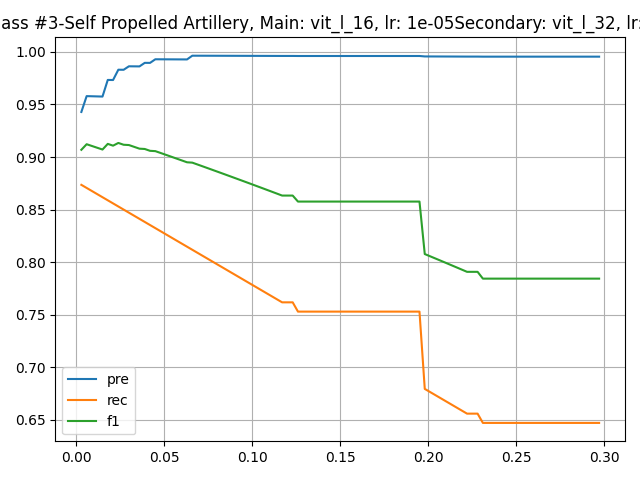 ass #3-Self Propelled Artillery, Main: vit_l_16, lr: 1e-05Secondary: vit_l_32, lr:
1.00
0.95
0.90
0.85
0.80
0.75
0.70
0.65
pre
rec
f1
0.00 0.05 0.10 0.15 0.20 0.25 0.30